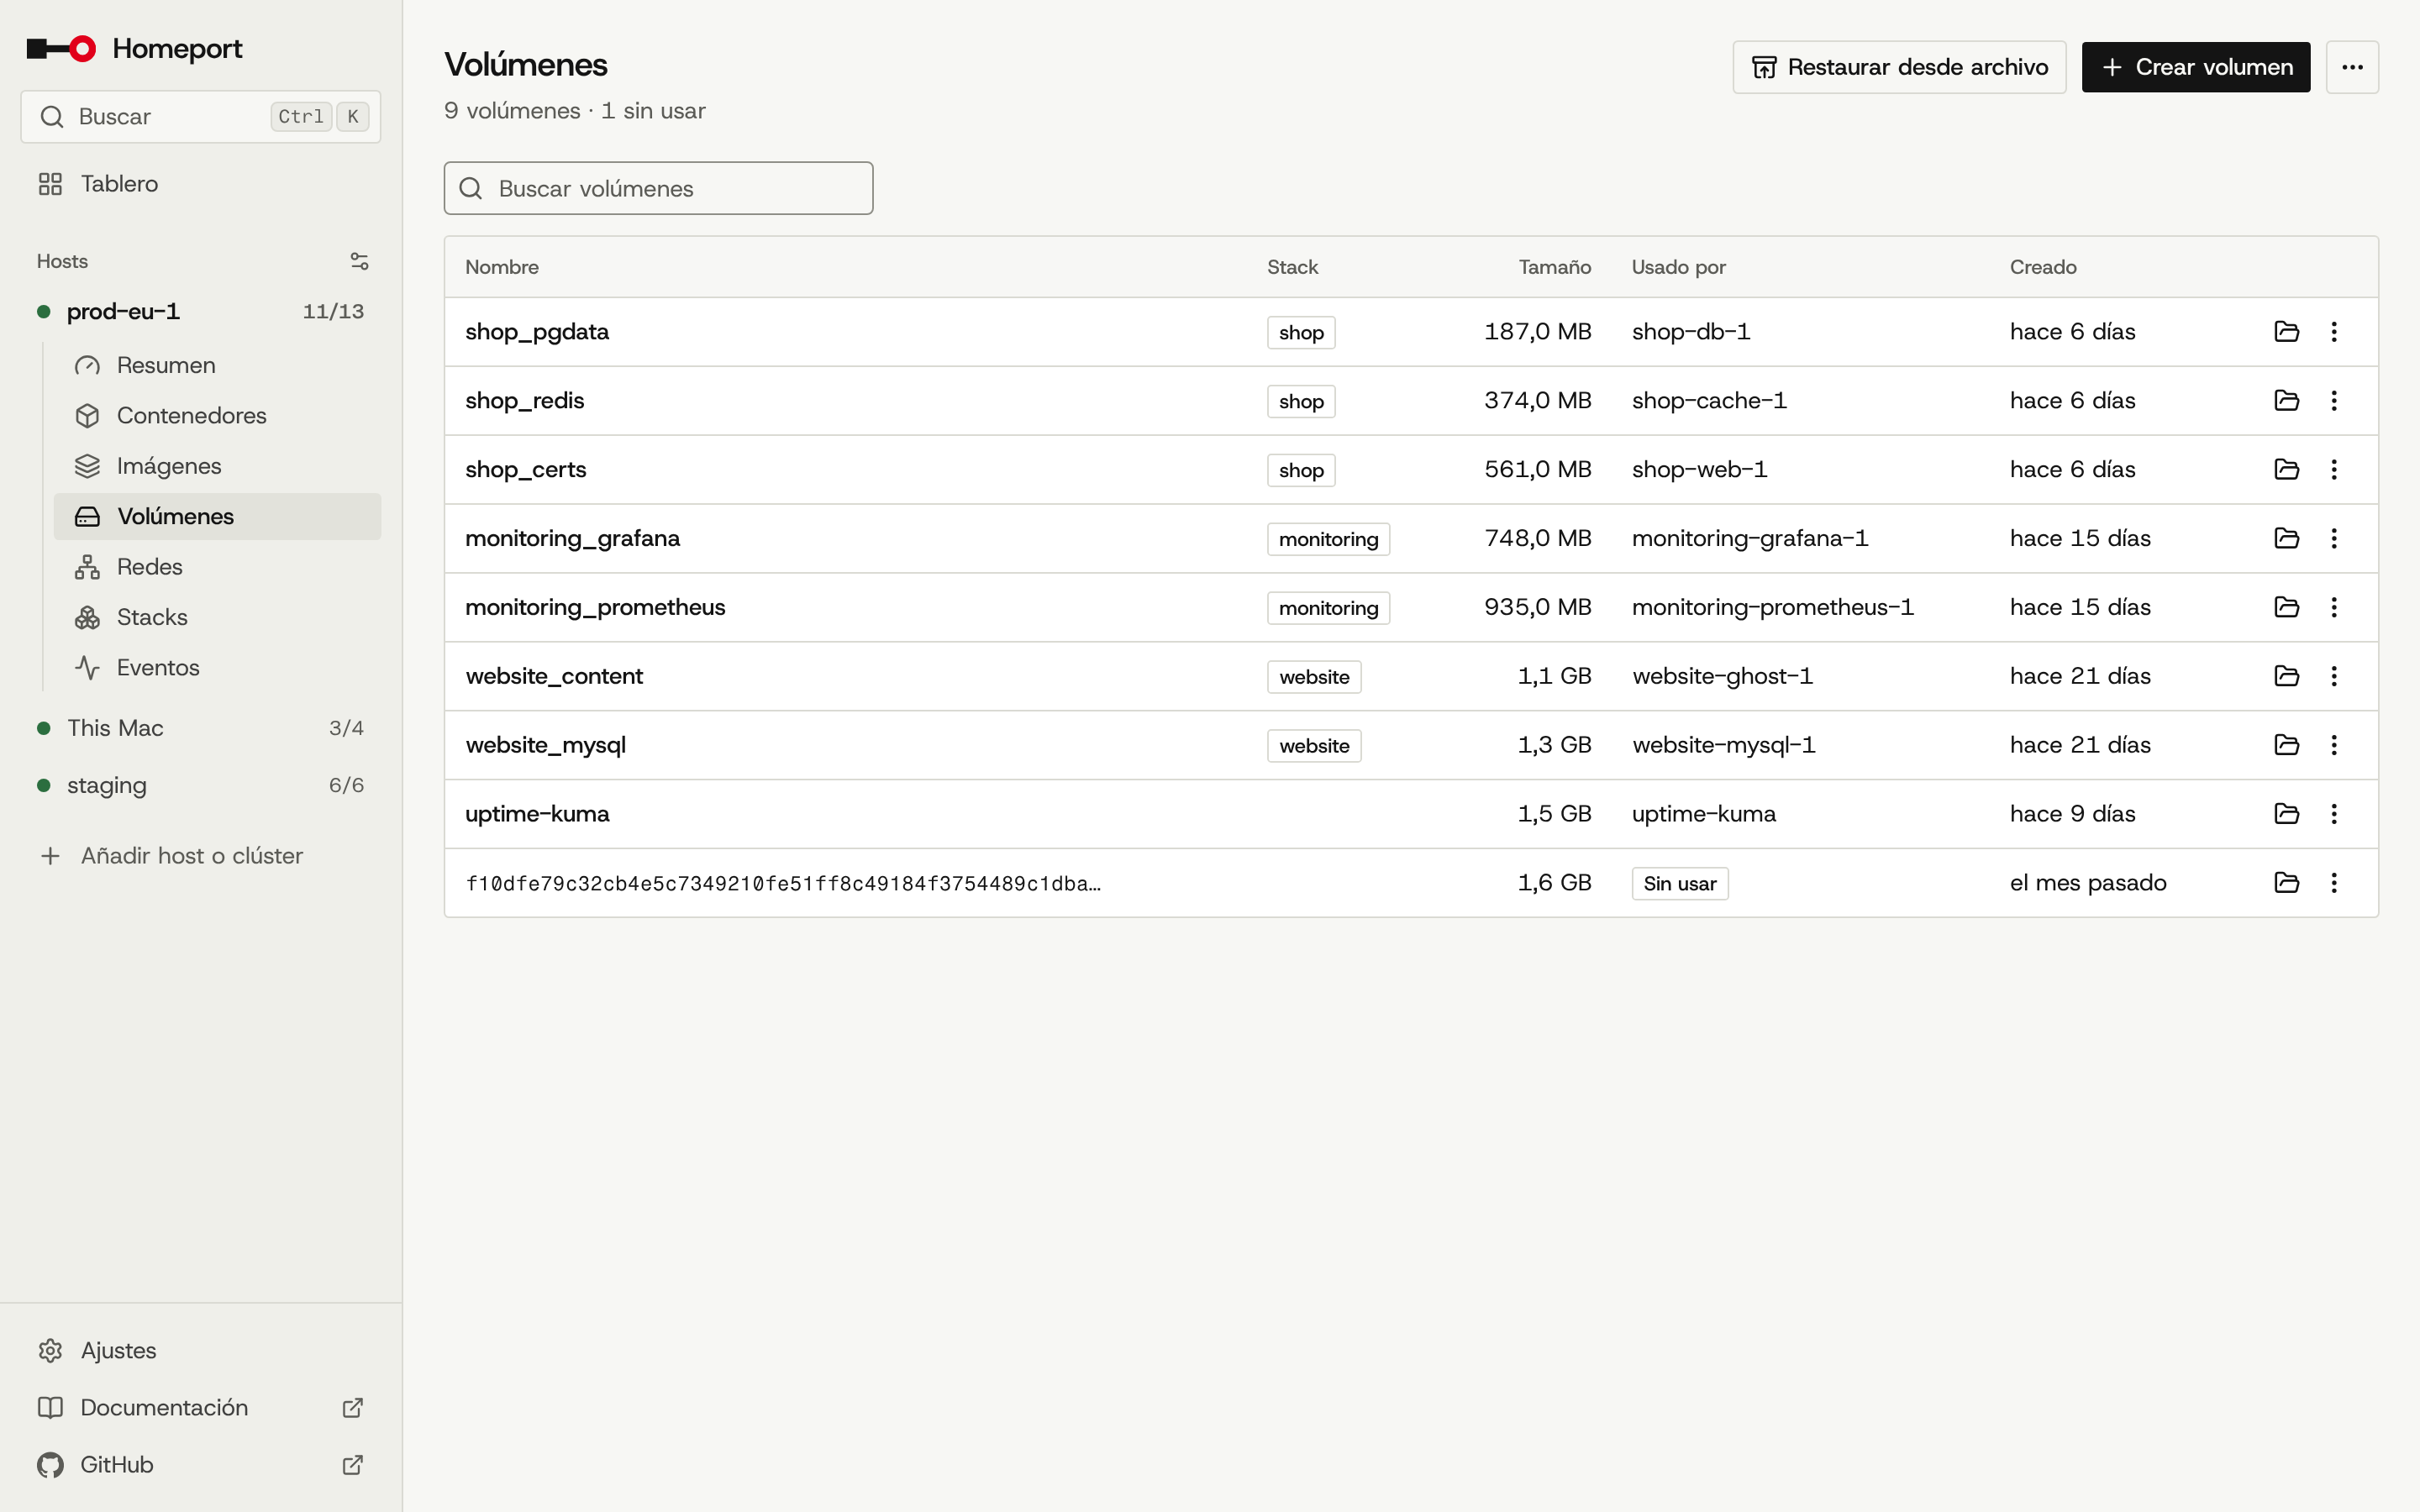 Homeport
Buscar Ctrl K
Tablero
Hosts
prod-eu-1 11/13
Resumen
Contenedores
Imágenes
Volúmenes
Redes
Stacks
Eventos
This Mac 3/4
staging 6/6
Añadir host o clúster
Ajustes
Documentación
GitHub
Volúmenes
9 volúmenes · 1 sin usar
Restaurar desde archivo
Crear volumen
Buscar volúmenes
Nombre Stack Tamaño Usado por Creado
shop_pgdata shop 187,0 MB shop-db-1 hace 6 días
shop_redis shop 374,0 MB shop-cache-1 hace 6 días
shop_certs shop 561,0 MB shop-web-1 hace 6 días
monitoring_grafana monitoring 748,0 MB monitoring-grafana-1 hace 15 días
monitoring_prometheus monitoring 935,0 MB monitoring-prometheus-1 hace 15 días
website_content website 1,1 GB website-ghost-1 hace 21 días
website_mysql website 1,3 GB website-mysql-1 hace 21 días
uptime-kuma 1,5 GB uptime-kuma hace 9 días
f10dfe79c32cb4e5c7349210fe51ff8c49184f3754489c1dba… 1,6 GB Sin usar el mes pasado